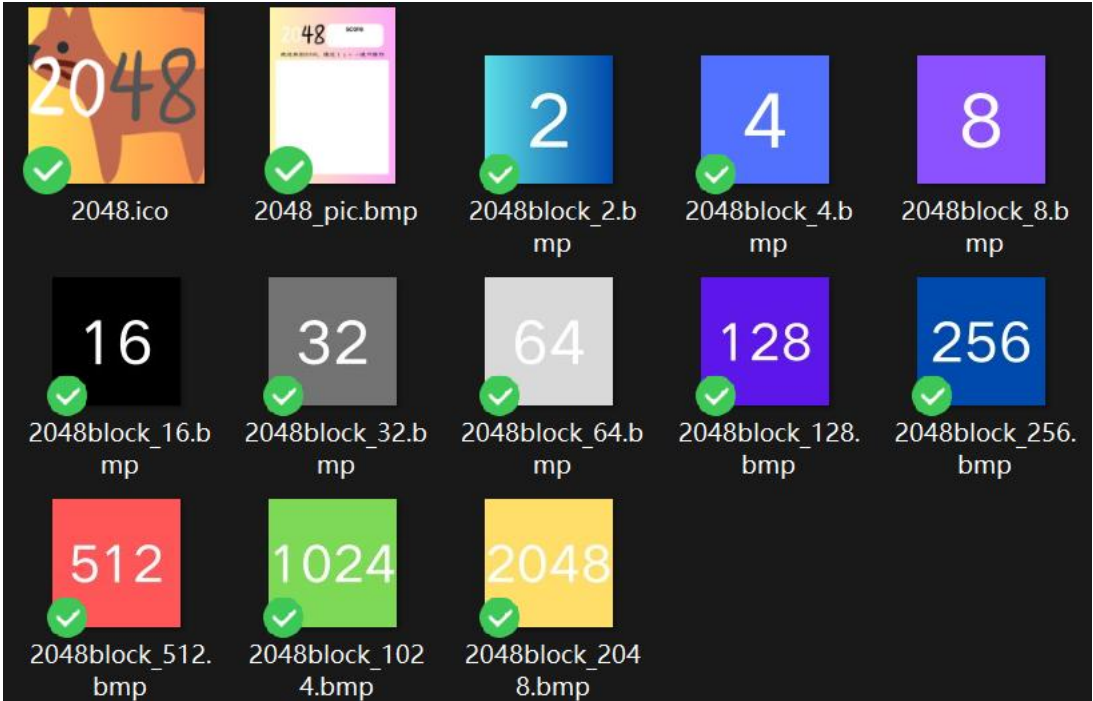 2048
2048
score
2
4
8
2048.ico
2048_pic.bmp
2048block_2.b
mp
2048block_4.b
mp
2048block_8.b
mp
16
32
64
128
256
2048block_16.b
mp
2048block_32.b
mp
2048block_64.b
mp
2048block_128.
bmp
2048block_256.
bmp
512
1024
2048
2048block_512.
bmp
2048block_102
4.bmp
2048block_204
8.bmp